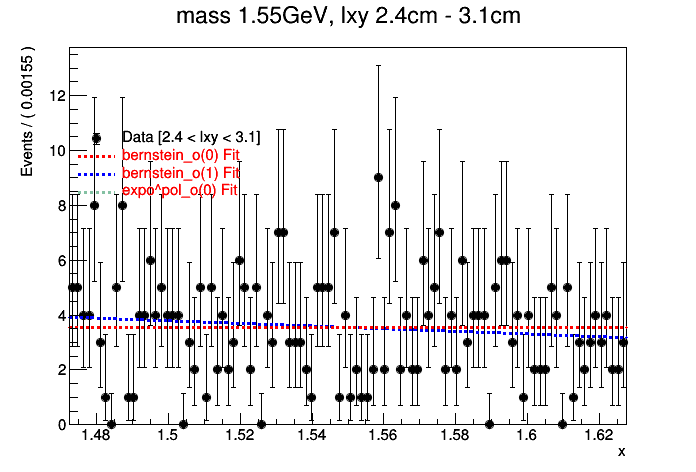 mass 1.55GeV, lxy 2.4cm - 3.1cm
Events / ( 0.00155 )
12
10
8
6
4
2
0
Data [2.4 < lxy < 3.1]
bernstein_o(0) Fit
bernstein_o(1) Fit
expo^pol_o(0) Fit
1.48 1.5 1.52 1.54 1.56 1.58 1.6 1.62
x